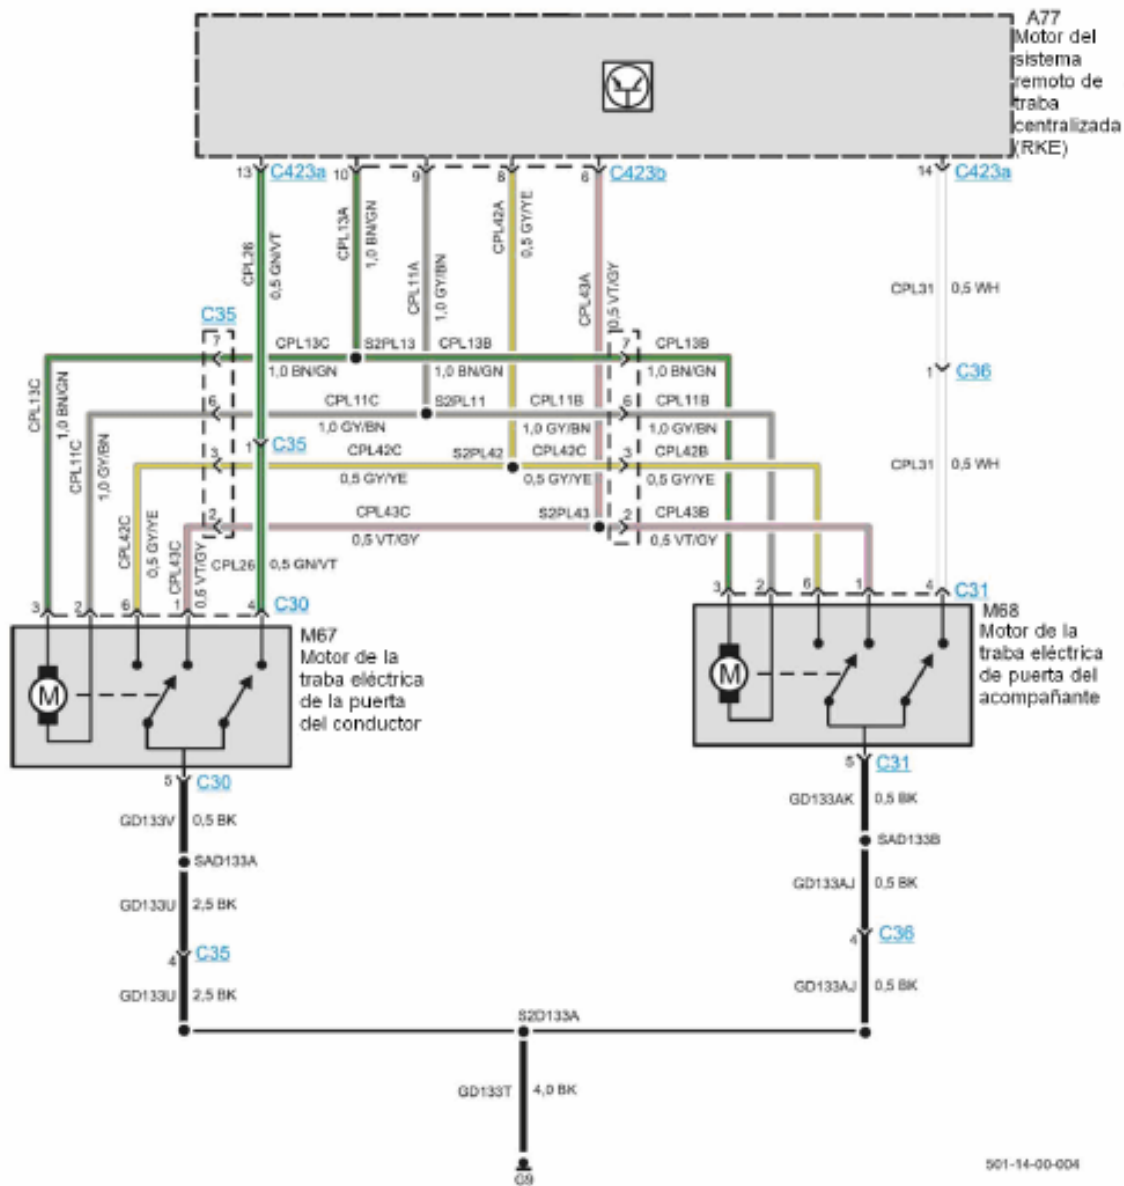 A77
Motor del
sistema
remoto de
traba
centralizada
(RKE)
13
C423a
10
9
8
6
C423b
14
C423a
CPL26
0,5 GN/VT
CPL13A
1,0 BN/GN
CPL11A
1,0 GY/BN
CPL42A
0,5 GY/YE
CPL43A
0,5 VT/GY
CPL31
0,5 WH
C35
7
CPL13C
S2PL13
CPL13B
7
CPL13B
1,0 BN/GN
1,0 BN/GN
1,0 BN/GN
1
C36
CPL13C
1,0 BN/GN
6
CPL11C
S2PL11
CPL11B
6
CPL11B
1,0 GY/BN
1,0 GY/BN
1,0 GY/BN
CPL11C
1,0 GY/BN
1
C35
3
CPL42C
S2PL42
CPL42C
3
CPL42B
0,5 GY/YE
0,5 GY/YE
0,5 GY/YE
CPL31
0,5 WH
CPL42C
0,5 GY/YE
2
CPL43C
S2PL43
2
CPL43B
0,5 VT/GY
0,5 VT/GY
CPL43C
0,5 VT/GY
CPL26
0,5 GN/VT
3
2
6
1
4
C30
3
2
6
1
4
C31
M67
Motor de la
traba eléctrica
de la puerta
del conductor
M
M68
Motor de la
traba eléctrica
de puerta del
acompañante
M
5
C30
5
C31
GD133V
0,5 BK
GD133AK
0,5 BK
SAD133A
SAD133B
GD133U
2,5 BK
GD133AJ
0,5 BK
4
C35
4
C36
GD133U
2,5 BK
GD133AJ
0,5 BK
S2D133A
GD133T
4,0 BK
G9
501-14-00-004